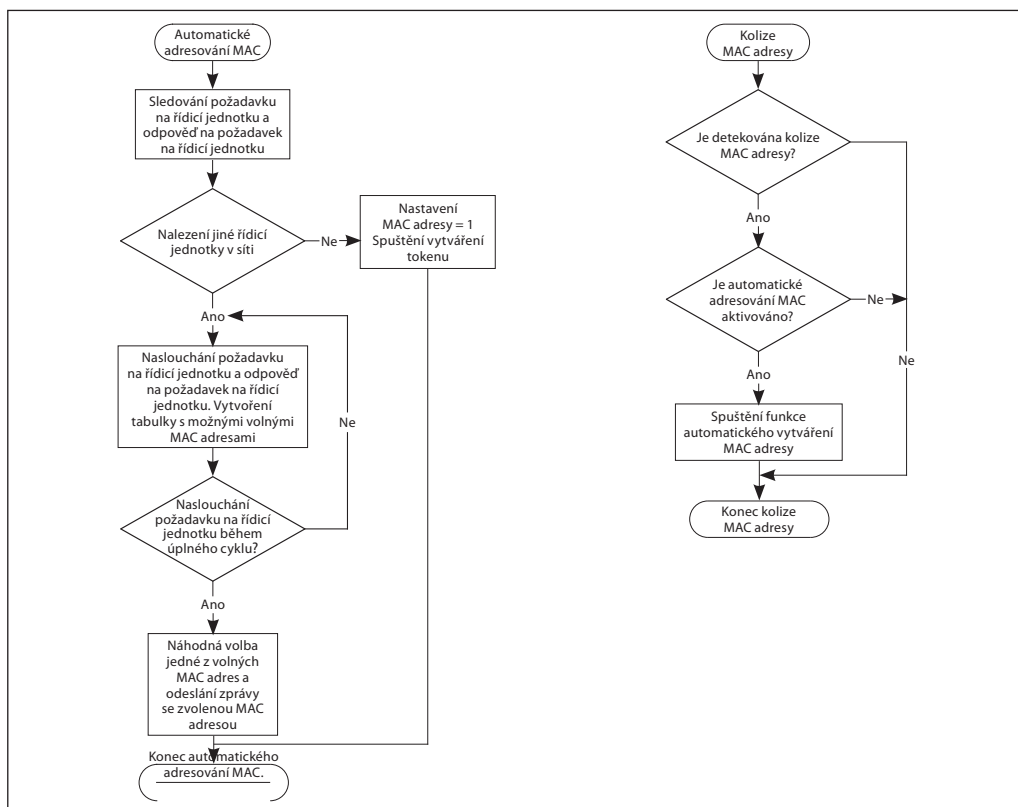 Automatické
adresování MAC
Sledování požadavku
na řídicí jednotku a
odpověď na požadavek
na řídicí jednotku
Nalezení jiné řídicí
jednotky v síti
Ne
Nastavení
MAC adresy = 1
Spuštění vytváření
tokenu
Ano
Naslouchání požadavku
na řídicí jednotku a odpověď
na požadavek na řídicí
jednotku. Vytvoření
tabulky s možnými volnými
MAC adresami
Ne
Naslouchání
požadavku na řídicí
jednotku během
úplného cyklu?
Ano
Náhodná volba
jedné z volných
MAC adres a
odeslání zprávy
se zvolenou MAC
adresou
Konec automatického
adresování MAC.
Kolize
MAC adresy
Je detekována kolize
MAC adresy?
Ano
Je automatické
adresování MAC
aktivováno?
Ne
Ne
Ano
Spuštění funkce
automatického vytváření
MAC adresy
Konec kolize
MAC adresy